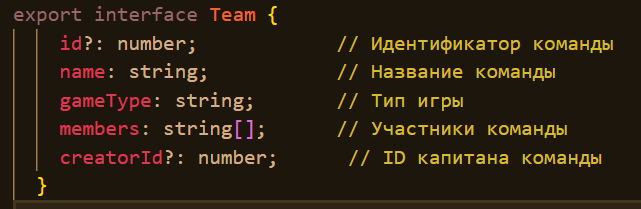 export interface Team {
id?: number; // Идентификатор команды
name: string; // Название команды
gameType: string; // Тип игры
members: string[]; // Участники команды
creatorId?: number; // ID капитана команды
}